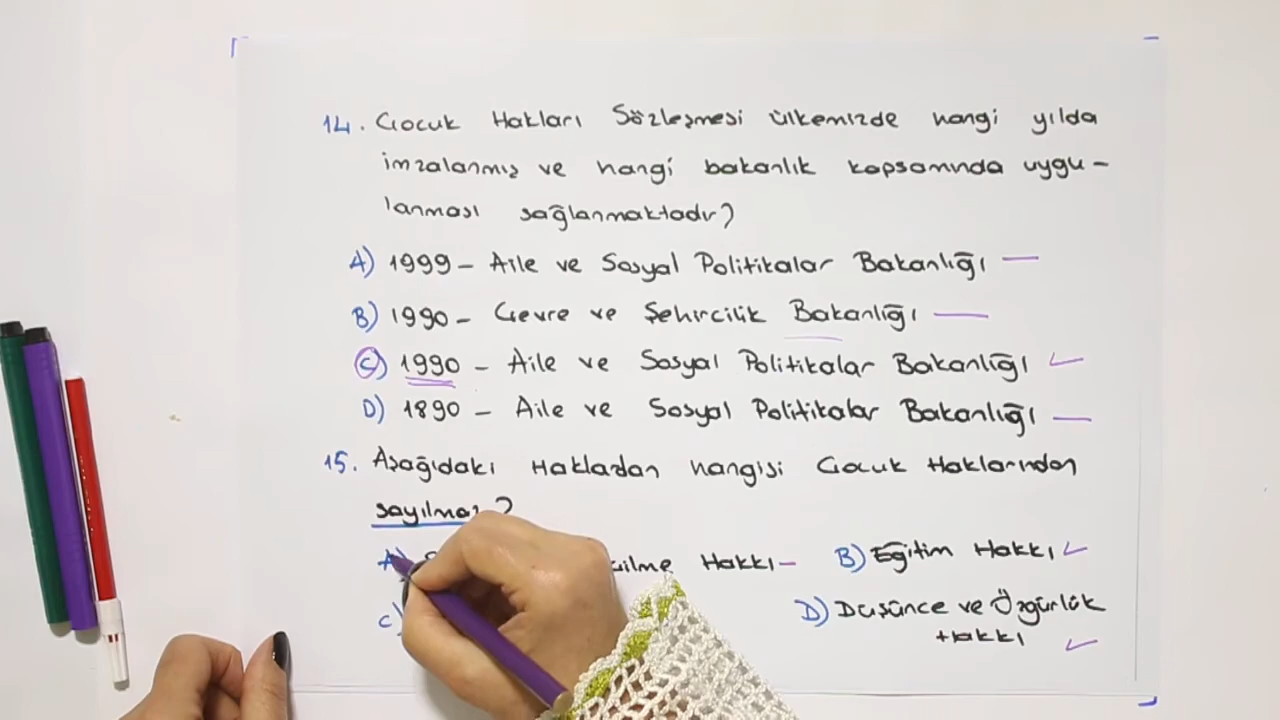 14. Çocuk Hakları Sözleşmesi ülkemizde hangi yılda
imzalanmış ve hangi bakanlık kapsamında uygu-
lanması sağlanmaktadır?
A) 1999 - Aile ve Sosyal Politikalar Bakanlığı
B) 1990 - Çevre ve Şehircilik Bakanlığı
C) 1990 - Aile ve Sosyal Politikalar Bakanlığı
D) 1890 - Aile ve Sosyal Politikalar Bakanlığı
15. Aşağıdaki Haklardan hangisi Çocuk Haklarından
sayılmaz?
A) Hakkı B) Eğitim Hakkı
C) D) Düşünce ve Özgürlük
Hakkı